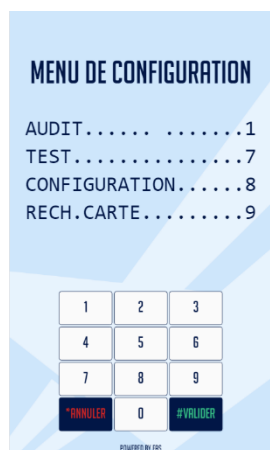 MENU DE CONFIGURATION
AUDIT...... .......1
TEST...............7
CONFIGURATION......8
RECH.CARTE.........9
1 2 3
4 5 6
7 8 9
*ANNULER 0 #VALIDER
POWERED BY EBS